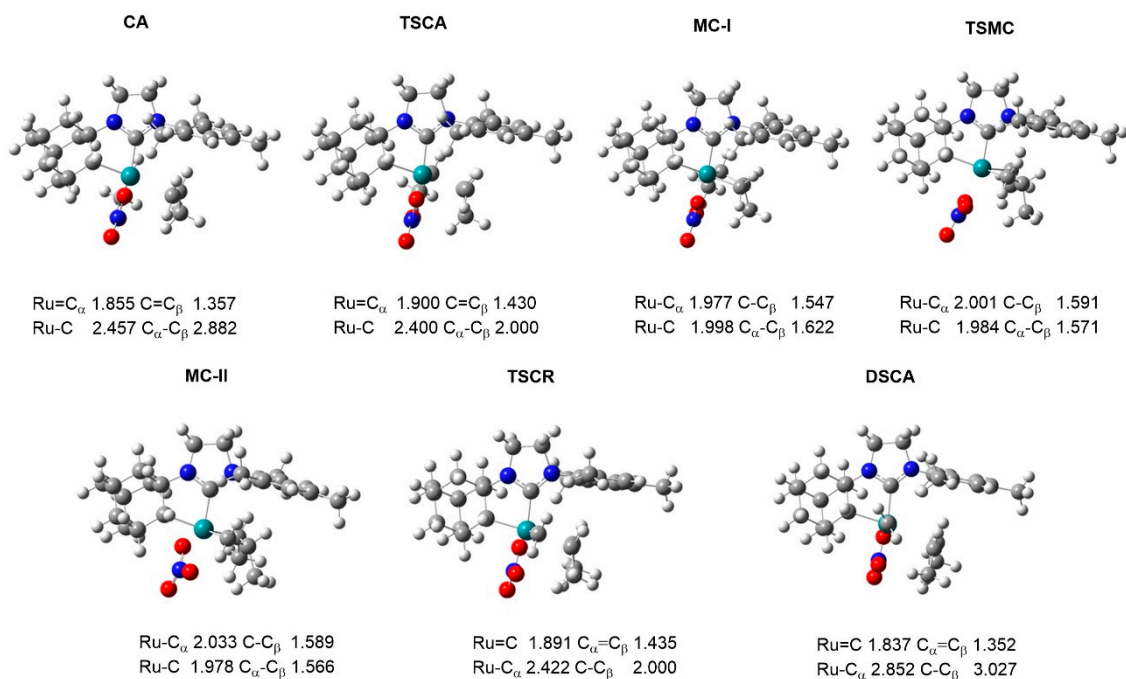 CA TSCA MC-I TSMC
Ru=Cα 1.855 C=Cβ 1.357 Ru=Cα 1.900 C=Cβ 1.430 Ru-Cα 1.977 C-Cβ 1.547 Ru-Cα 2.001 C-Cβ 1.591
Ru-C 2.457 Cα-Cβ 2.882 Ru-C 2.400 Cα-Cβ 2.000 Ru-C 1.998 Cα-Cβ 1.622 Ru-C 1.984 Cα-Cβ 1.571
MC-II TSCR DSCA
Ru-Cα 2.033 C-Cβ 1.589 Ru=C 1.891 Cα=Cβ 1.435 Ru=C 1.837 Cα=Cβ 1.352
Ru-C 1.978 Cα-Cβ 1.566 Ru-Cα 2.422 C-Cβ 2.000 Ru-Cα 2.852 C-Cβ 3.027